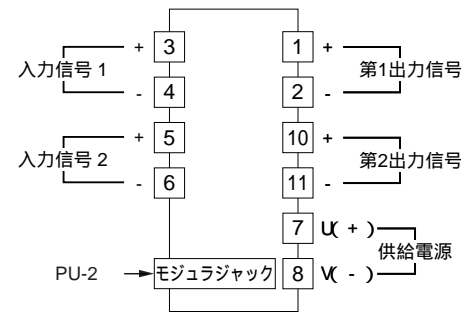 + 3 1 +
入力信号 1 第1出力信号
- 4 2 -
+ 5 10 +
入力信号 2 第2出力信号
- 6 11 -
7 U( + )
供給電源
PU-2 モジュラジャック 8 V( - )